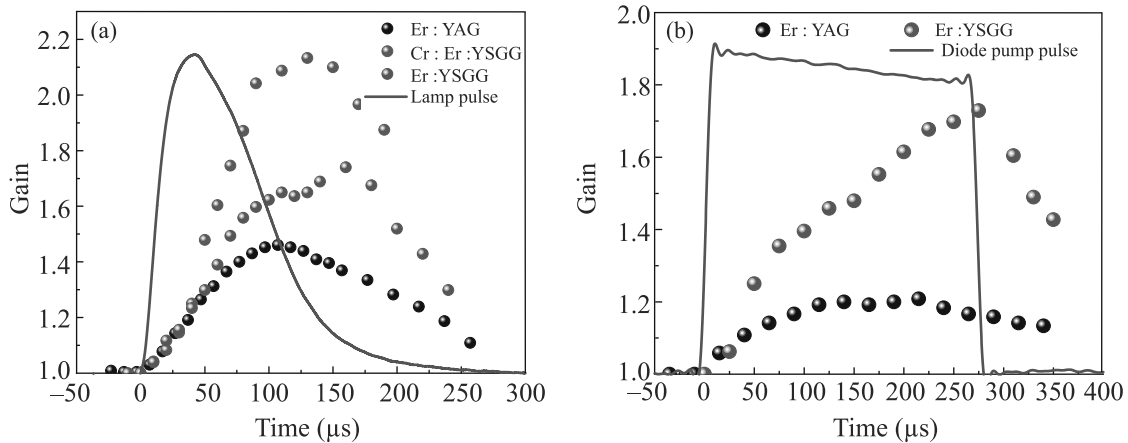 (a)
Er : YAG
Cr : Er :YSGG
Er :YSGG
Lamp pulse
2.2
2.0
1.8
1.6
1.4
1.2
1.0
Gain
–50 0 50 100 150 200 250 300
Time (µs)
(b)
Er : YAG Er :YSGG
Diode pump pulse
2.0
1.8
1.6
1.4
1.2
1.0
Gain
–50 0 50 100 150 200 250 300 350 400
Time (µs)